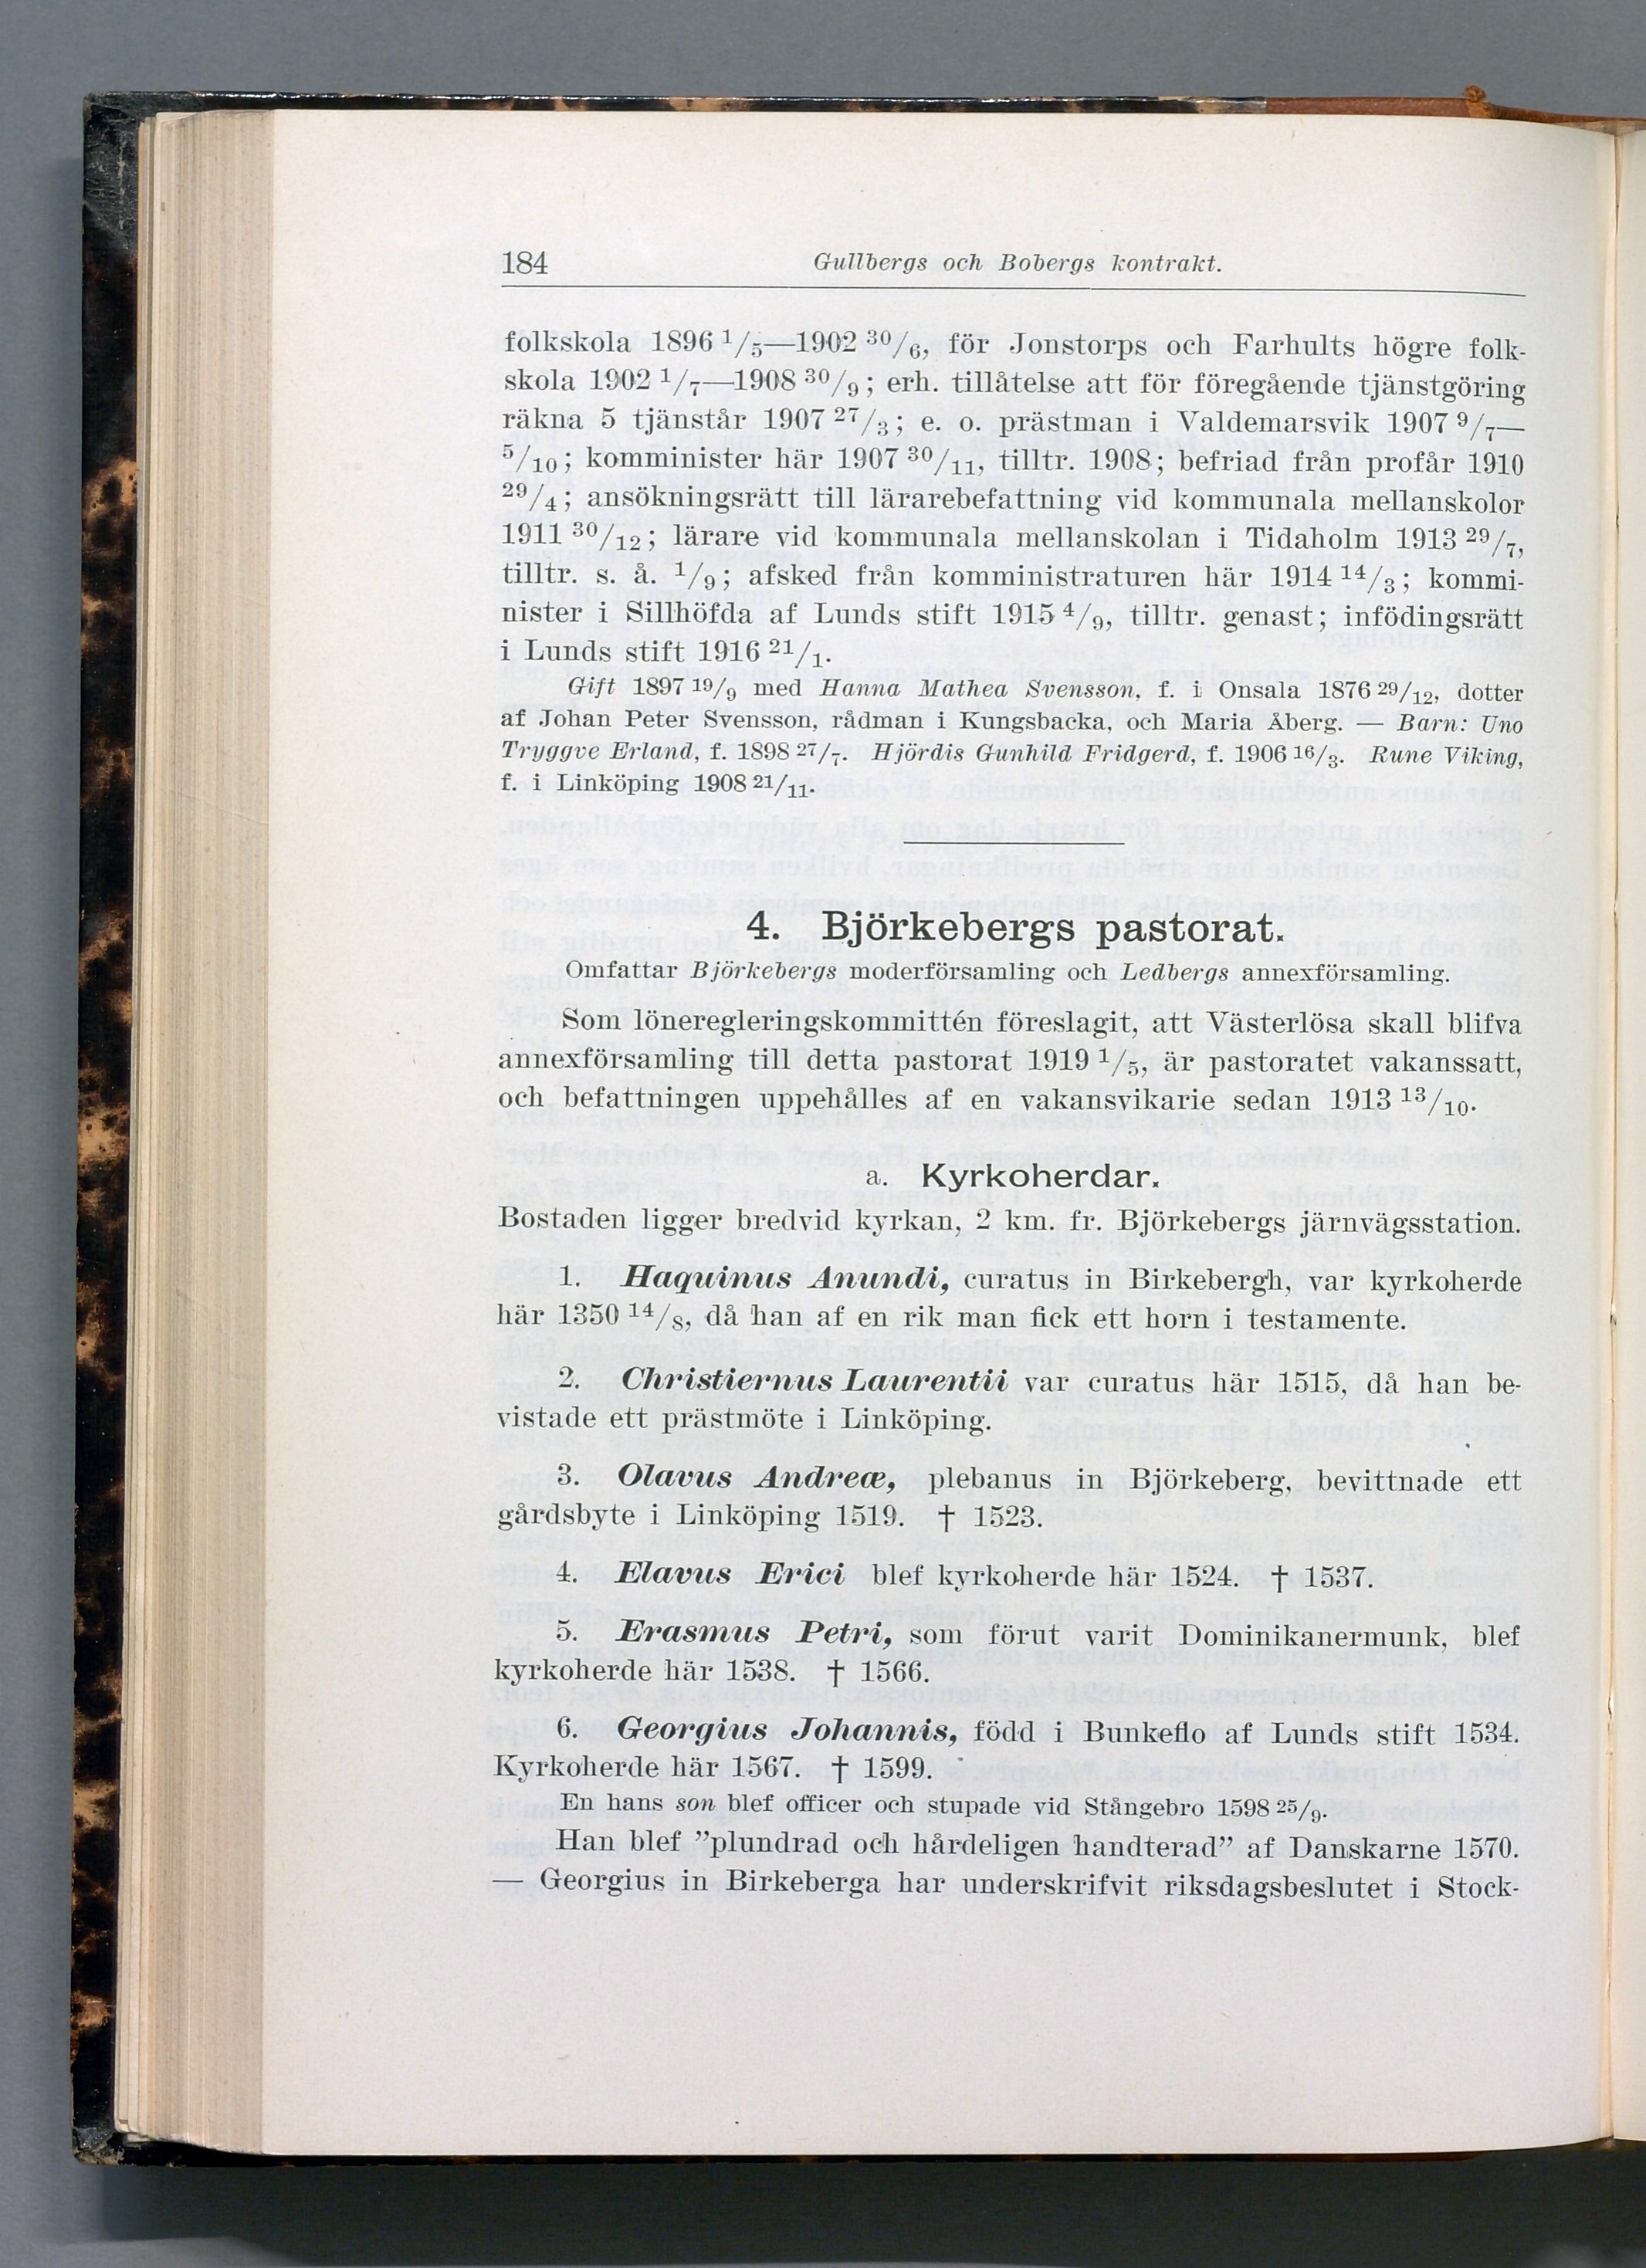 184 Gullbergs och Bobergs kontrakt.
folkskola 1896 1/5—1902 30/6, för Jonstorps och Farhults högre folk-
skola 1902 1/7—1908 30/9; erh. tillåtelse att för föregående tjänstgöring
räkna 5 tjänstår 1907 27/3; e. o. prästman i Valdemarsvik 1907 9/7—
5/10; komminister här 1907 30/11, tilltr. 1908; befriad från profår 1910
29/4; ansökningsrätt till lärarebefattning vid kommunala mellanskolor
1911 30/12; lärare vid kommunala mellanskolan i Tidaholm 1913 29/7,
tilltr. s. å. 1/9; afsked från komministraturen här 1914 14/3; kommi-
nister i Sillhöfda af Lunds stift 1915 4/9, tilltr. genast; infödingsrätt
i Lunds stift 1916 21/1.
Gift 1897 19/9 med Hanna Mathea Svensson, f. i Onsala 1876 29/12, dotter
af Johan Peter Svensson, rådman i Kungsbacka, och Maria Åberg. — Barn: Uno
Tryggve Erland, f. 1898 27/7. Hjördis Gunhild Fridgerd, f. 1906 16/3. Rune Viking,
f. i Linköping 1908 21/11.
4. Björkebergs pastorat.
Omfattar Björkebergs moderförsamling och Ledbergs annexförsamling.
Som löneregleringskommittén föreslagit, att Västerlösa skall blifva
annexförsamling till detta pastorat 1919 1/5, är pastoratet vakanssatt,
och befattningen uppehålles af en vakansvikarie sedan 1913 13/10.
a. Kyrkoherdar.
Bostaden ligger bredvid kyrkan, 2 km. fr. Björkebergs järnvägsstation.
1. Haquinus Anundi, curatus in Birkebergh, var kyrkoherde
här 1350 14/8, då han af en rik man fick ett horn i testamente.
2. Christiernus Laurentii var curatus här 1515, då han be-
vistade ett prästmöte i Linköping.
3. Olavus Andreæ, plebanus in Björkeberg, bevittnade ett
gårdsbyte i Linköping 1519. † 1523.
4. Elavus Erici blef kyrkoherde här 1524. † 1537.
5. Erasmus Petri, som förut varit Dominikanermunk, blef
kyrkoherde här 1538. † 1566.
6. Georgius Johannis, född i Bunkeflo af Lunds stift 1534.
Kyrkoherde här 1567. † 1599.
En hans son blef officer och stupade vid Stångebro 1598 25/9.
Han blef ”plundrad och hårdeligen handterad” af Danskarne 1570.
— Georgius in Birkeberga har underskrifvit riksdagsbeslutet i Stock-